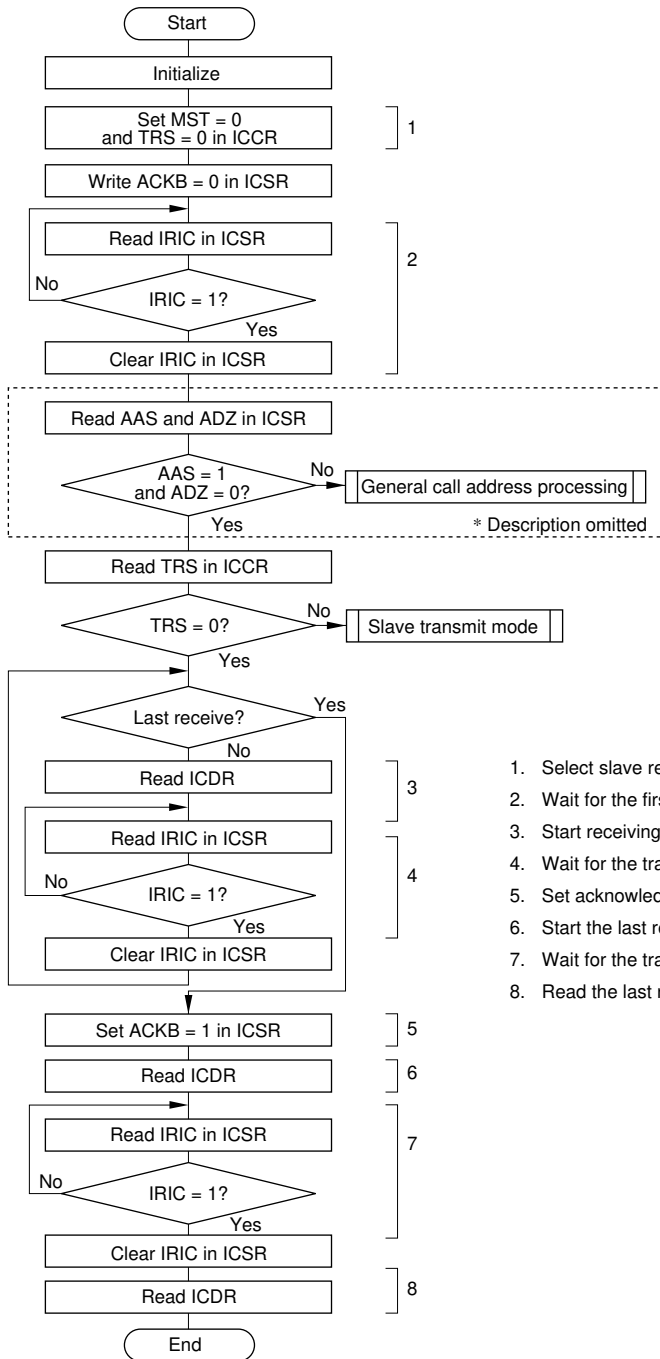 Start
Initialize
Set MST = 0
and TRS = 0 in ICCR
1
Write ACKB = 0 in ICSR
Read IRIC in ICSR
2
No
IRIC = 1?
Yes
Clear IRIC in ICSR
Read AAS and ADZ in ICSR
AAS = 1
and ADZ = 0?
No
General call address processing
Yes
* Description omitted
Read TRS in ICCR
TRS = 0?
No
Slave transmit mode
Yes
Last receive?
Yes
No
Read ICDR
3
Read IRIC in ICSR
4
No
IRIC = 1?
Yes
Clear IRIC in ICSR
1. Select slave
2. Wait for the
3. Start receiving
4. Wait for the
5. Set
6. Start the last
7. Wait for the
8. Read the last
Set ACKB = 1 in ICSR
5
Read ICDR
6
Read IRIC in ICSR
7
No
IRIC = 1?
Yes
Clear IRIC in ICSR
Read ICDR
8
End